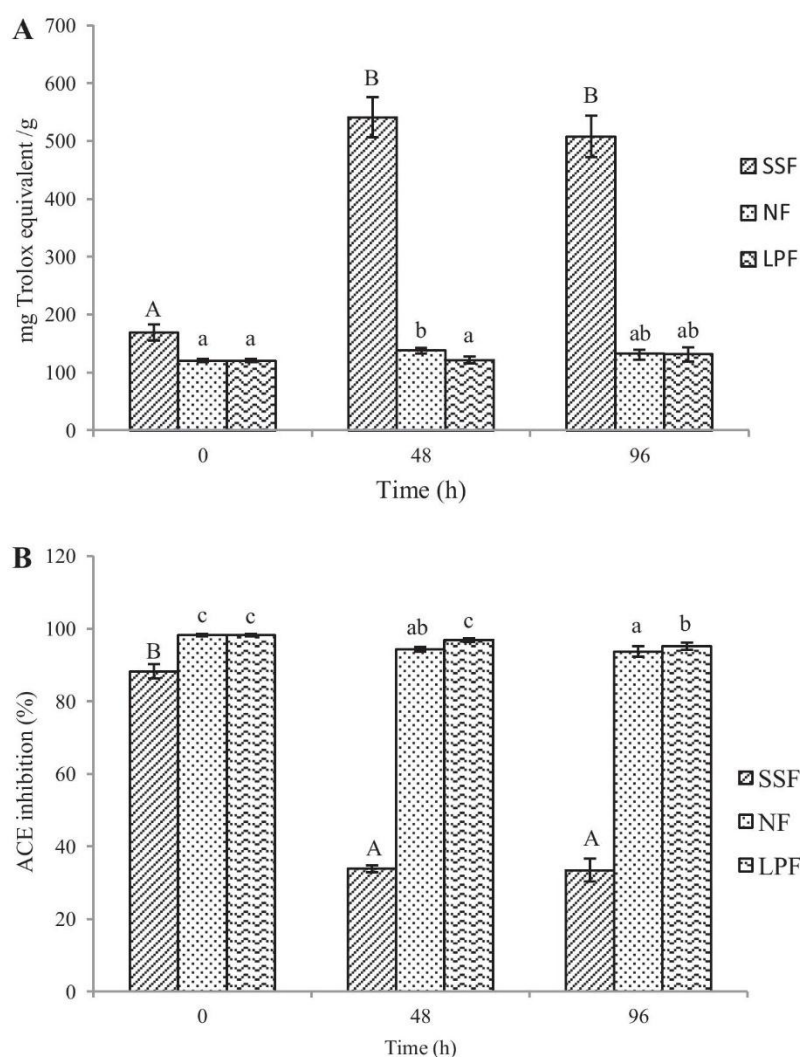 A
700
600
500
400
300
200
100
0
mg Trolox equivalent /g
A
a
a
B
b
a
B
ab
ab
0
48
96
Time (h)
SSF
NF
LPF
B
120
100
80
60
40
20
0
ACE inhibition (%)
B
c
c
A
ab
c
A
a
b
0
48
96
Time (h)
SSF
NF
LPF